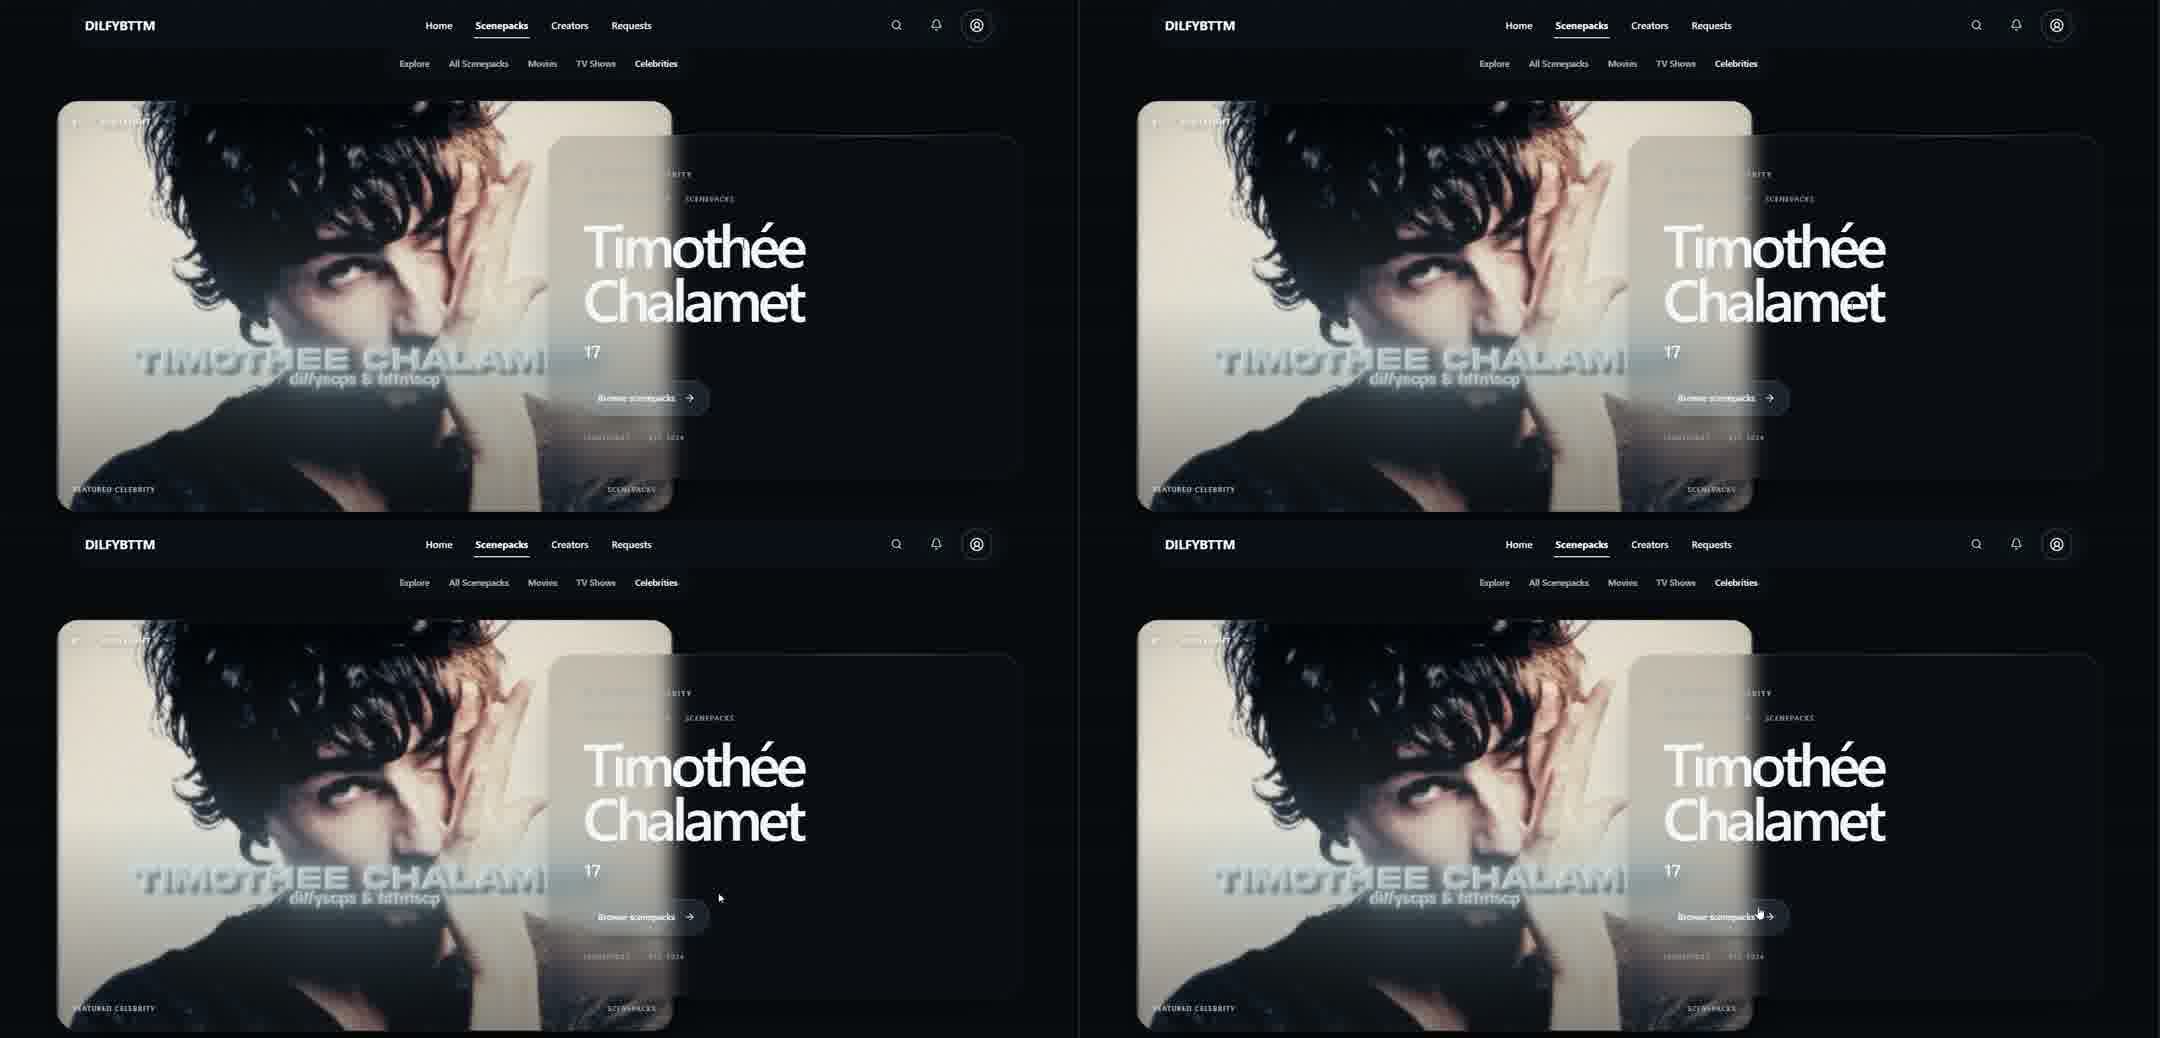 DILFYBTTM Home Scenepacks Creators Requests
Explore All Scenepacks Movies TV Shows Celebrities
SCENEPACKS
Timothée
Chalamet
17
TIMOTHEE CHALAM
dilfyscps & bttmscp
Browse scenepacks →
FEATURED CELEBRITY SCENEPACKS
DILFYBTTM Home Scenepacks Creators Requests
Explore All Scenepacks Movies TV Shows Celebrities
SCENEPACKS
Timothée
Chalamet
17
TIMOTHEE CHALAM
dilfyscps & bttmscp
Browse scenepacks →
FEATURED CELEBRITY SCENEPACKS
DILFYBTTM Home Scenepacks Creators Requests
Explore All Scenepacks Movies TV Shows Celebrities
SCENEPACKS
Timothée
Chalamet
17
TIMOTHEE CHALAM
dilfyscps & bttmscp
Browse scenepacks →
FEATURED CELEBRITY SCENEPACKS
DILFYBTTM Home Scenepacks Creators Requests
Explore All Scenepacks Movies TV Shows Celebrities
SCENEPACKS
Timothée
Chalamet
17
TIMOTHEE CHALAM
dilfyscps & bttmscp
Browse scenepacks →
FEATURED CELEBRITY SCENEPACKS